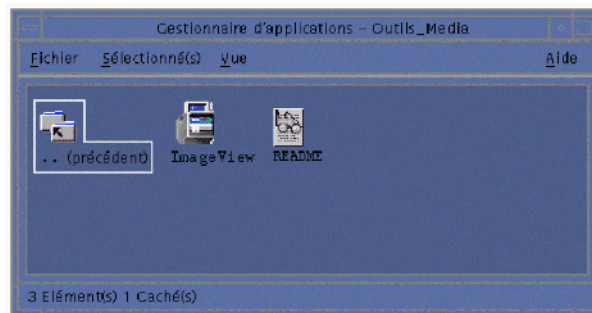 Gestionnaire d'applications - Outils_Media
Fichier Sélectionné(s) Vue Aide
.. (précédent) ImageView README
3 Elément(s) 1 Caché(s)